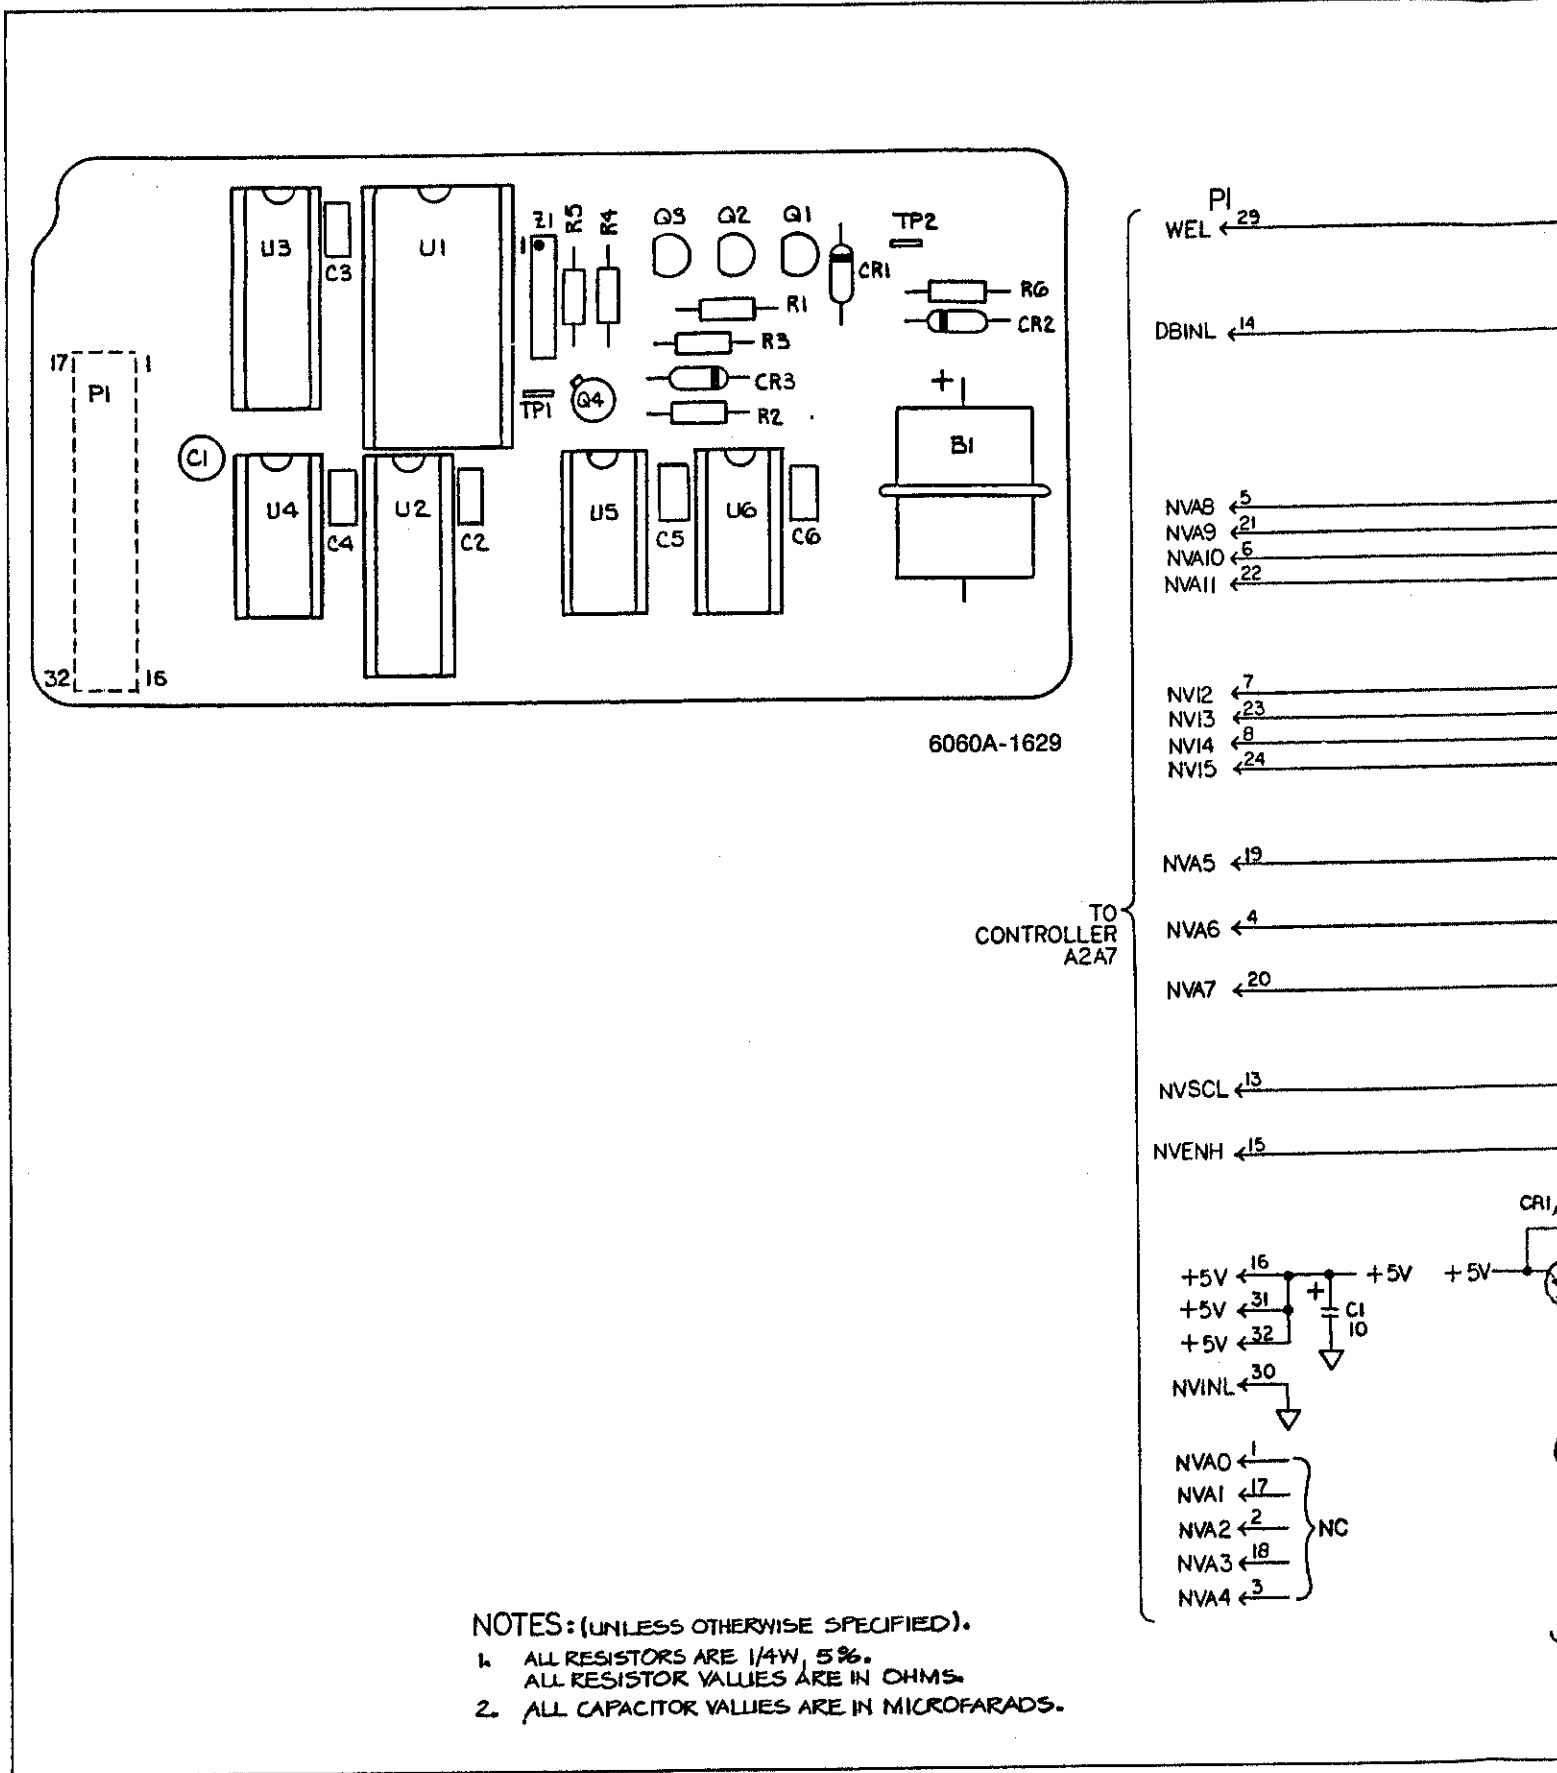 U3
C3
U1
Z1
1
R5
R4
Q3
Q2
Q1
CR1
TP2
R6
CR2
R1
R3
CR3
R2
TP1
Q4
+
B1
17
1
P1
32
16
C1
U4
C4
U2
C2
U5
C5
U6
C6
6060A-1629
TO
CONTROLLER
A2A7
P1
WEL 29
DBINL 14
NVA8 5
NVA9 21
NVA10 6
NVA11 22
NV12 7
NV13 23
NV14 8
NV15 24
NVA5 19
NVA6 4
NVA7 20
NVSCL 13
NVENH 15
CR1,
+5V 16
+5V 31
+5V 32
+5V
+
C1
10
+5V
NVINL 30
NVA0 1
NVA1 17
NVA2 2
NVA3 18
NVA4 3
NC
NOTES: (UNLESS OTHERWISE SPECIFIED).
1. ALL RESISTORS ARE 1/4W, 5%.
ALL RESISTOR VALUES ARE IN OHMS.
2. ALL CAPACITOR VALUES ARE IN MICROFARADS.